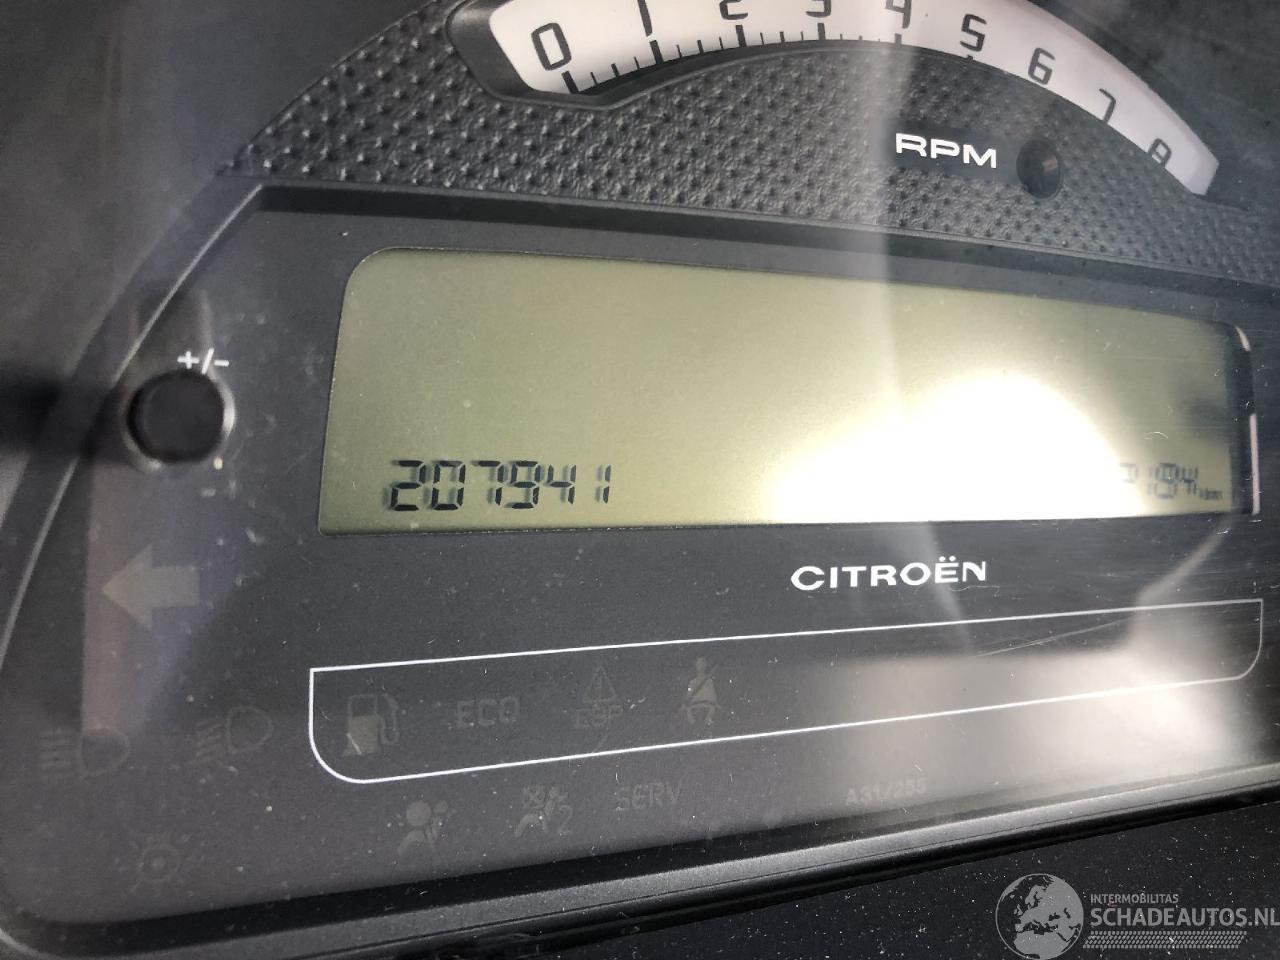 0 1 2 3 4 5 6 7 8
RPM
+/-
207941
CITROËN
ECO
ESP
SERV
2
A31/255
INTERMOBILITAS
SCHADEAUTOS.NL